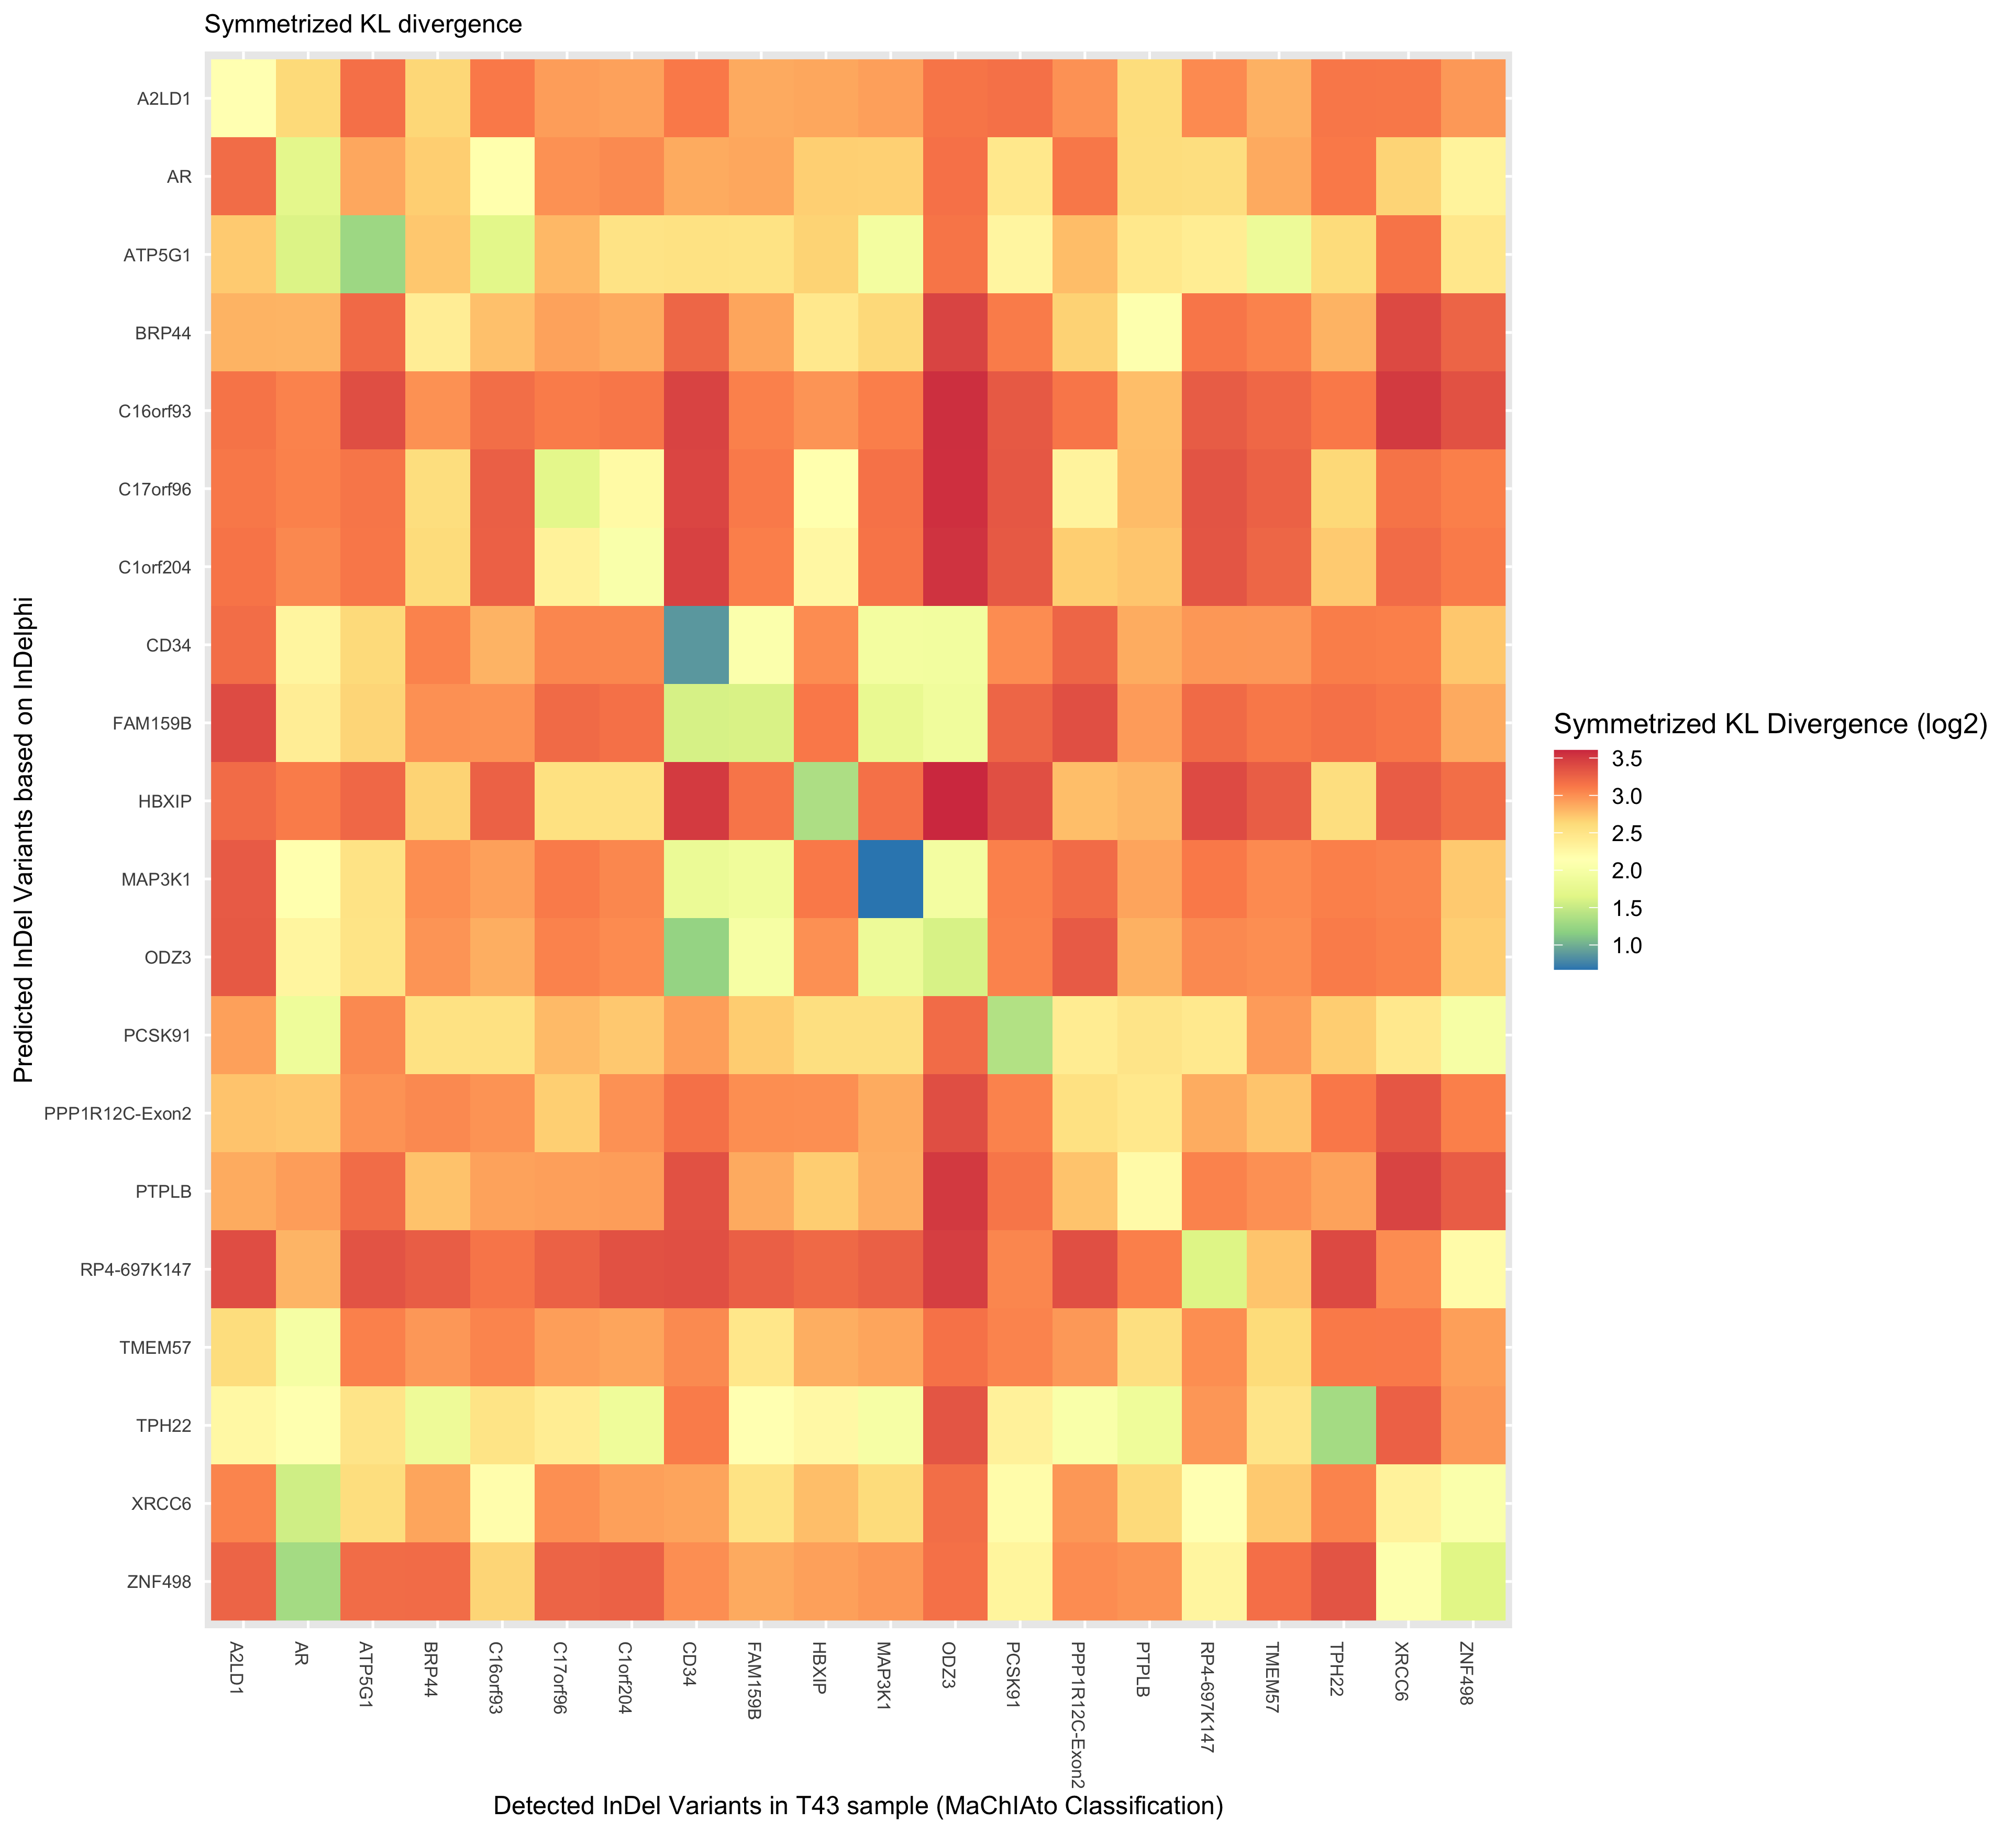 Symmetrized KL divergence
Predicted InDel Variants based on InDelphi
A2LD1
AR
ATP5G1
BRP44
C16orf93
C17orf96
C1orf204
CD34
FAM159B
HBXIP
MAP3K1
ODZ3
PCSK91
PPP1R12C-Exon2
PTPLB
RP4-697K147
TMEM57
TPH22
XRCC6
ZNF498
A2LD1
AR
ATP5G1
BRP44
C16orf93
C17orf96
C1orf204
CD34
FAM159B
HBXIP
MAP3K1
ODZ3
PCSK91
PPP1R12C-Exon2
PTPLB
RP4-697K147
TMEM57
TPH22
XRCC6
ZNF498
Detected InDel Variants in T43 sample (MaChIAto Classification)
Symmetrized KL Divergence (log2)
3.5
3.0
2.5
2.0
1.5
1.0